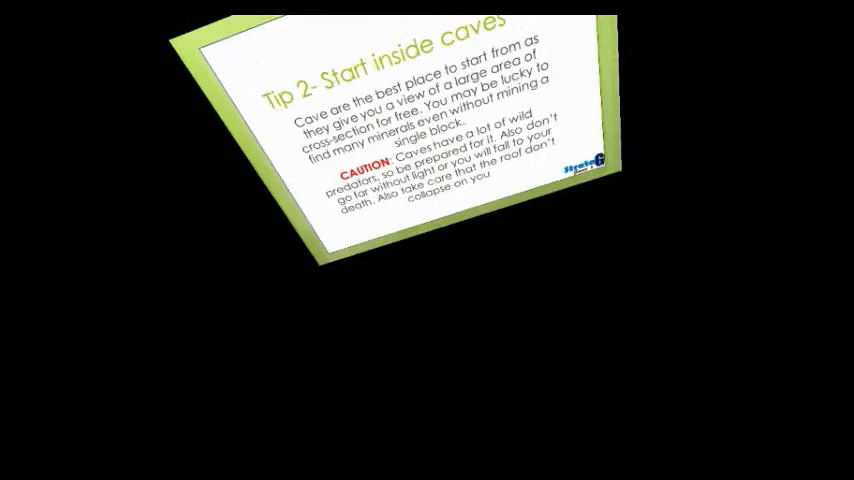 Tip 2- Start inside caves
Cave are the best place to start from as
they give you a view of a large area of
cross-section for free. You may be lucky to
find many minerals even without mining a
single block.
CAUTION: Caves have a lot of wild
predators, so be prepared for it. Also don't
go far without light or you will fall to your
death. Also take care that the roof don't
collapse on you